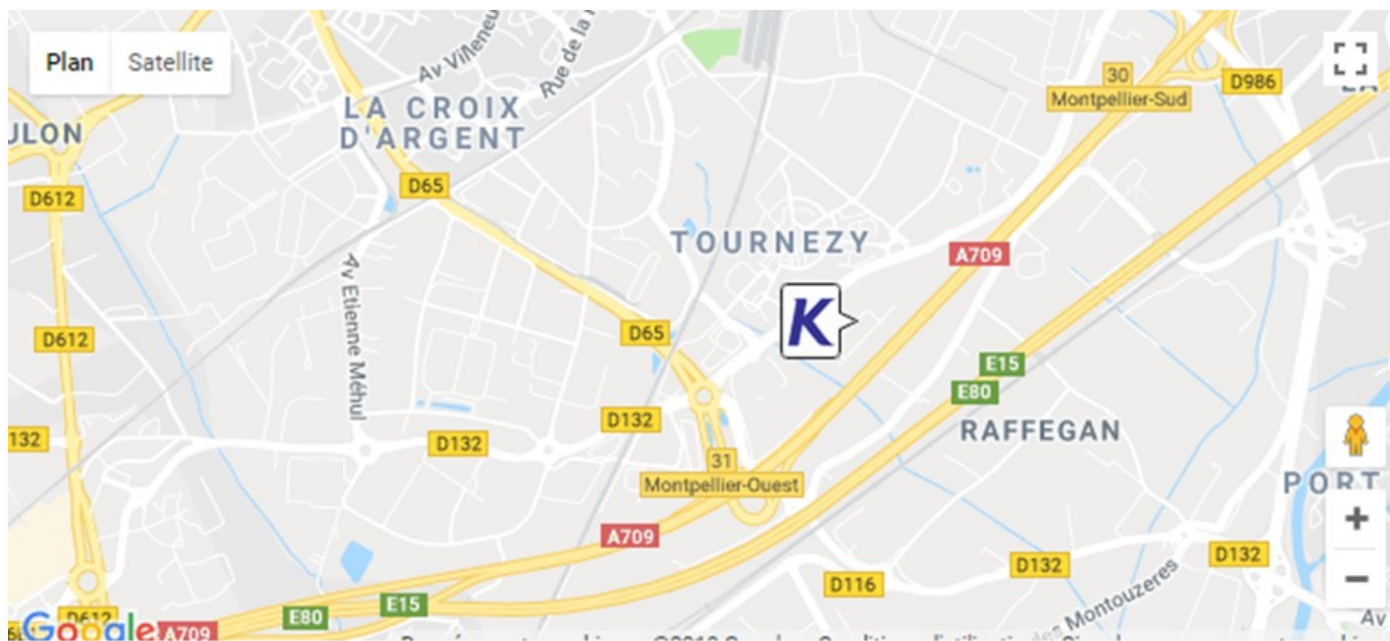 Plan
Satellite
Av Villeneu
Rue de la
30
Montpellier-Sud
D986
LA
LA CROIX
D'ARGENT
ULON
D65
D612
TOURNEZY
A709
Av Etienne Méhul
K
D65
D612
E15
E80
D132
RAFFEGAN
132
D132
31
Montpellier-Ouest
PORT
A709
D132
D132
D116
des Montouzeres
E15
E80
D612
Google
A709
Av